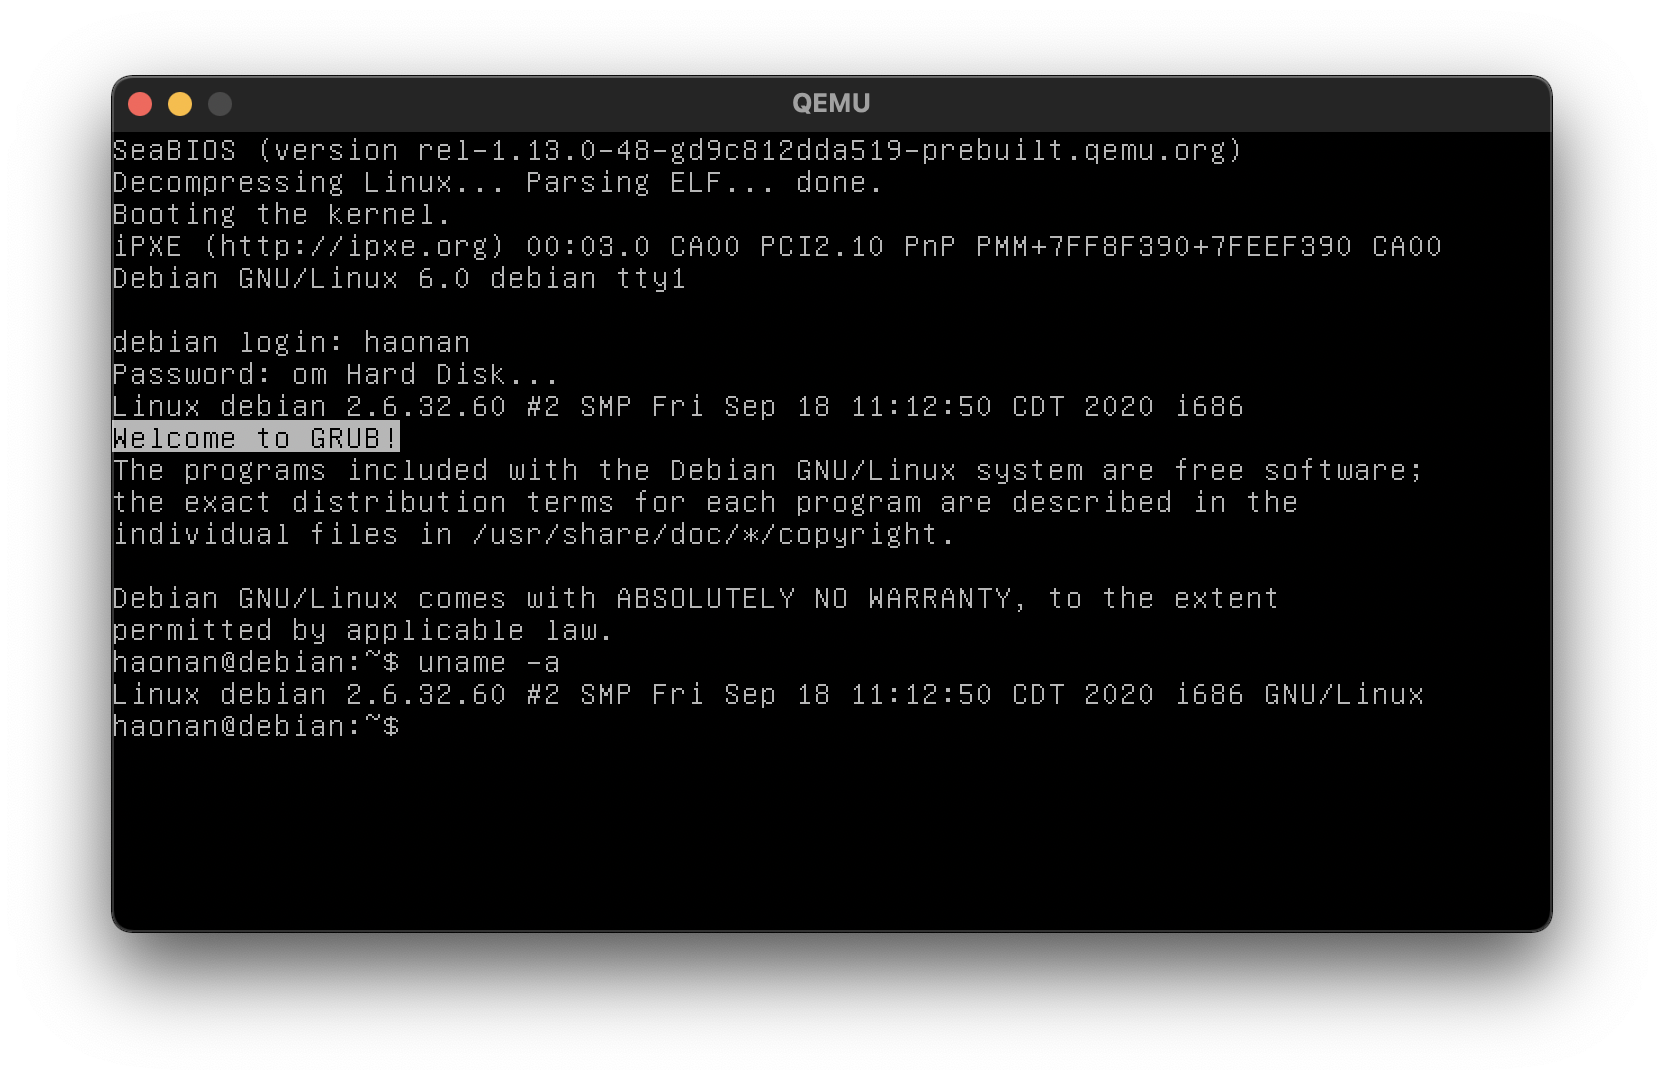 QEMU
SeaBIOS (version rel-1.13.0-48-gd9c812dda519-prebuilt.qemu.org)
Decompressing Linux... Parsing ELF... done.
Booting the kernel.
iPXE (http://ipxe.org) 00:03.0 CA00 PCI2.10 PnP PMM+7FF8F390+7FEEF390 CA00
Debian GNU/Linux 6.0 debian tty1
debian login: haonan
Password: om Hard Disk...
Linux debian 2.6.32.60 #2 SMP Fri Sep 18 11:12:50 CDT 2020 i686
Welcome to GRUB!
The programs included with the Debian GNU/Linux system are free software;
the exact distribution terms for each program are described in the
individual files in /usr/share/doc/*/copyright.
Debian GNU/Linux comes with ABSOLUTELY NO WARRANTY, to the extent
permitted by applicable law.
haonan@debian:~$ uname -a
Linux debian 2.6.32.60 #2 SMP Fri Sep 18 11:12:50 CDT 2020 i686 GNU/Linux
haonan@debian:~$